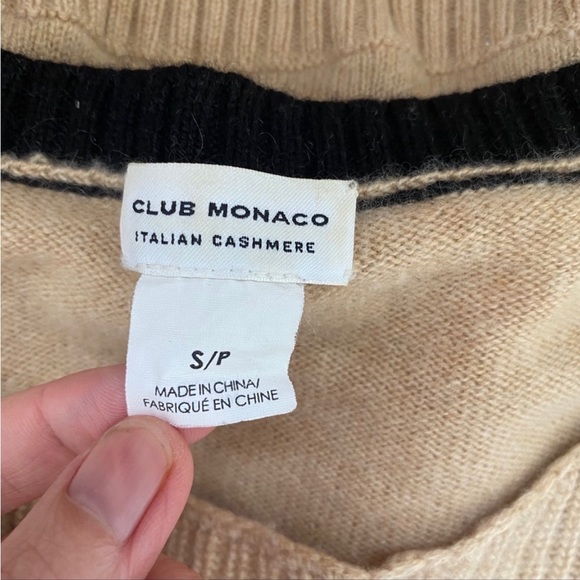 CLUB MONACO
ITALIAN CASHMERE
S/P
MADE IN CHINA/
FABRIQUÉ EN CHINE